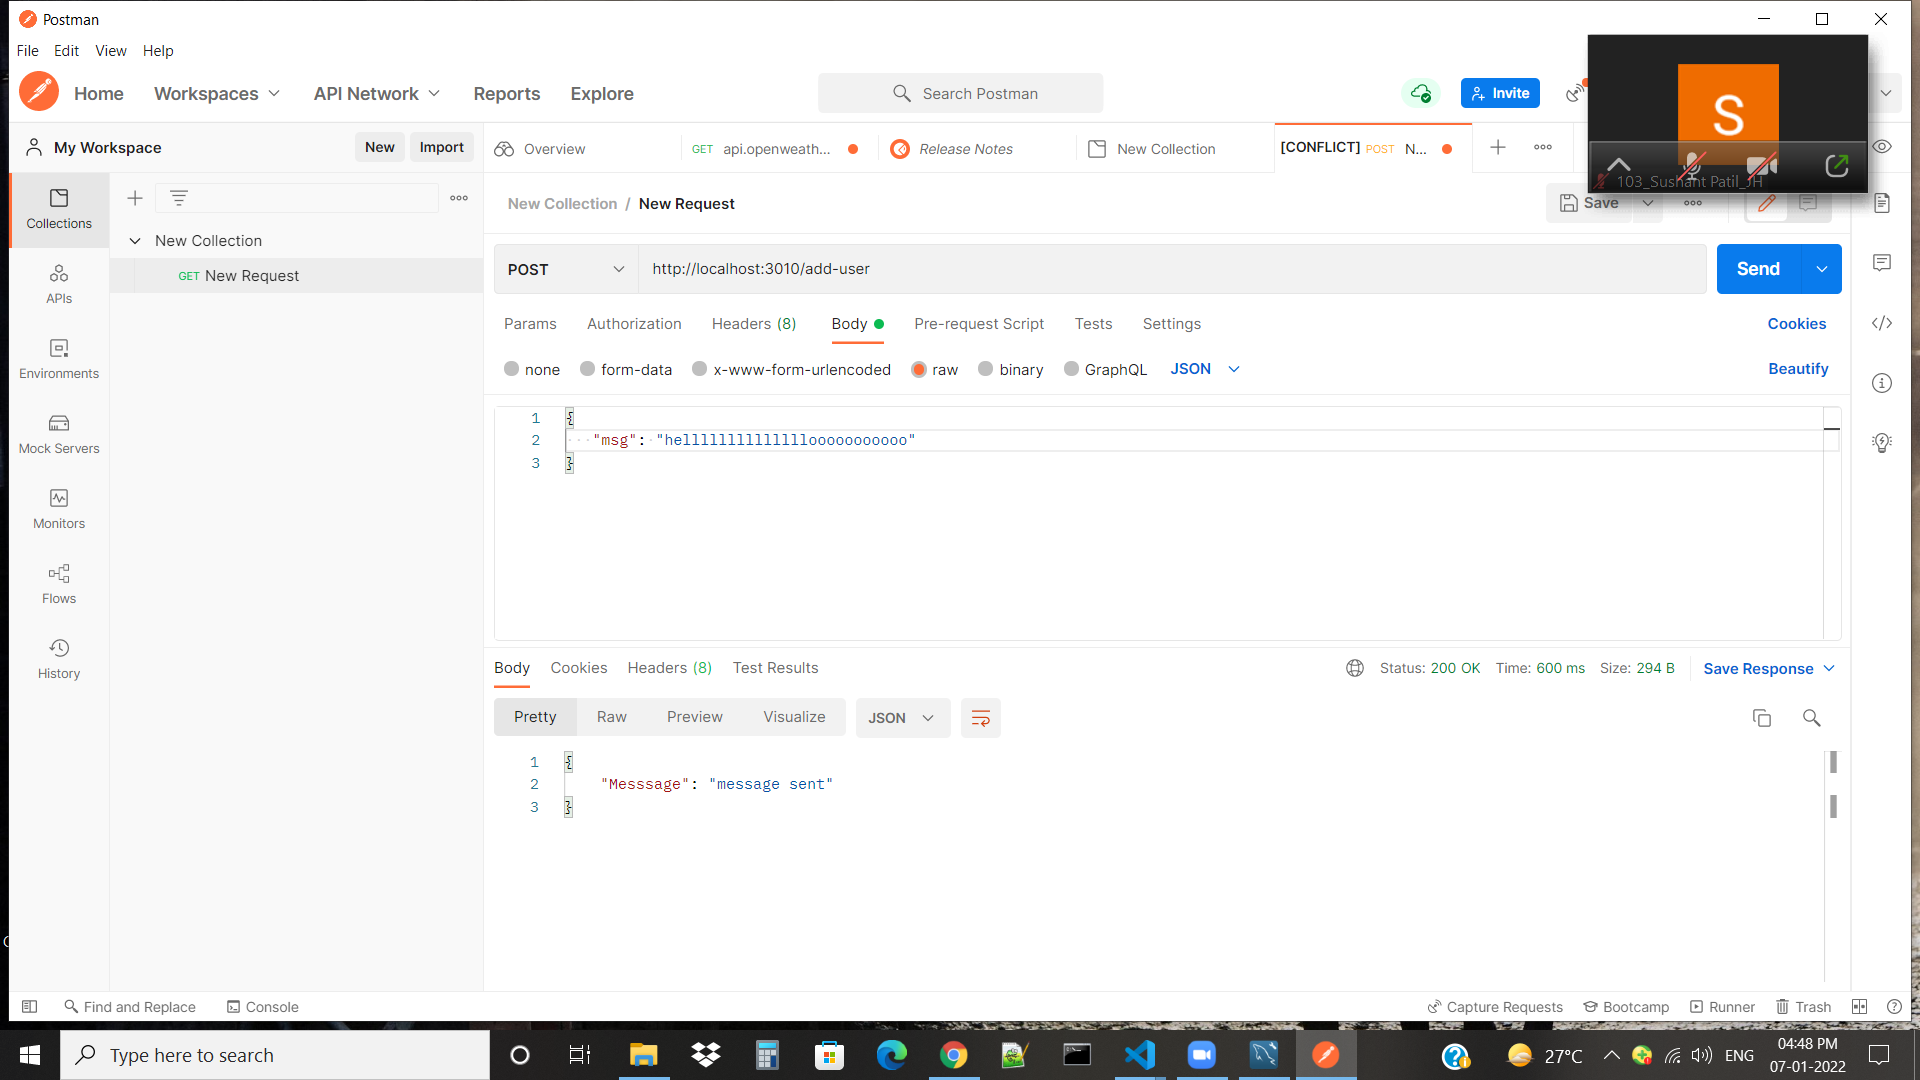 Postman
File Edit View Help
Home Workspaces API Network Reports Explore Search Postman Invite
My Workspace New Import Overview GET api.openweath... Release Notes New Collection [CONFLICT] POST N...
S
103_Sushant Patil_JH
Collections
APIs
Environments
Mock Servers
Monitors
Flows
History
New Collection
GET New Request
New Collection / New Request Save
POST http://localhost:3010/add-user Send
Params Authorization Headers (8) Body Pre-request Script Tests Settings Cookies
none form-data x-www-form-urlencoded raw binary GraphQL JSON Beautify
1 {
2 "msg": "hellllllllllllllloooooooooo"
3 }
Body Cookies Headers (8) Test Results Status: 200 OK Time: 600 ms Size: 294 B Save Response
Pretty Raw Preview Visualize JSON
1 {
2 "Messsage": "message sent"
3 }
Find and Replace Console Capture Requests Bootcamp Runner Trash
Type here to search 27°C ENG 04:48 PM
07-01-2022